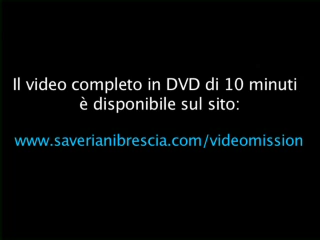 Il video completo in DVD di 10 minuti
è disponibile sul sito:
www.saverianibrescia.com/videomission